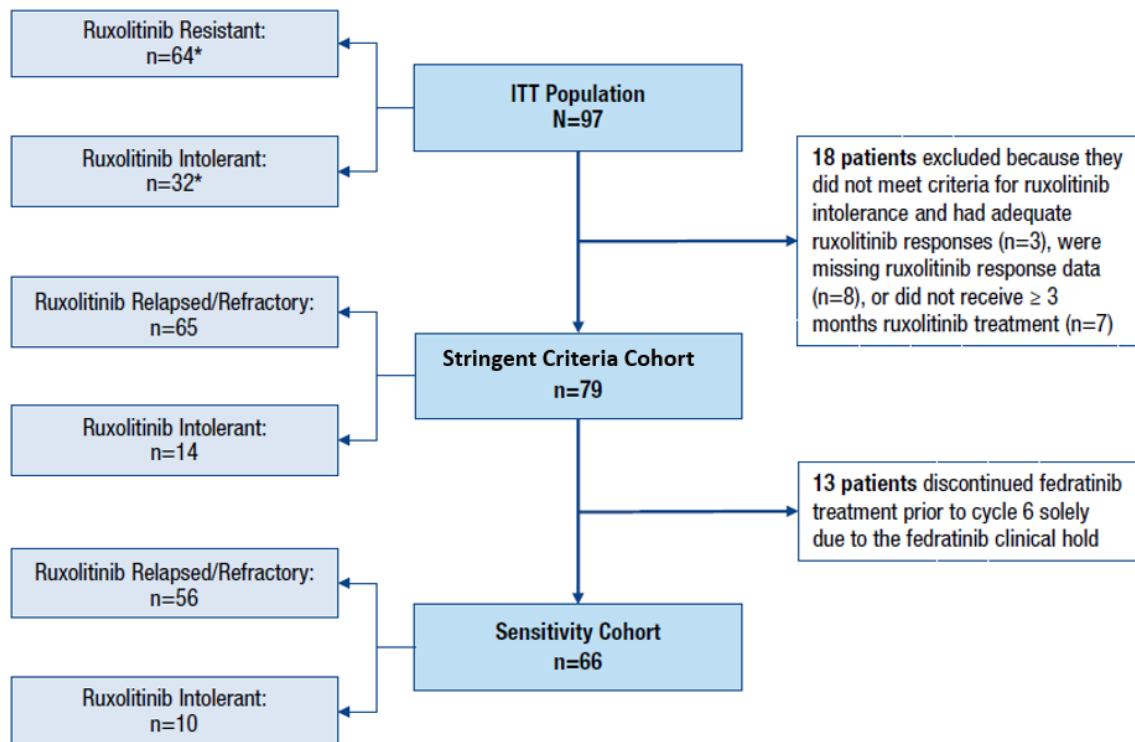 Ruxolitinib Resistant:
n=64*
ITT Population
N=97
Ruxolitinib Intolerant:
n=32*
18 patients excluded because they
did not meet criteria for ruxolitinib
intolerance and had adequate
ruxolitinib responses (n=3), were
missing ruxolitinib response data
(n=8), or did not receive ≥ 3
months ruxolitinib treatment (n=7)
Ruxolitinib Relapsed/Refractory:
n=65
Stringent Criteria Cohort
n=79
Ruxolitinib Intolerant:
n=14
13 patients discontinued fedratinib
treatment prior to cycle 6 solely
due to the fedratinib clinical hold
Ruxolitinib Relapsed/Refractory:
n=56
Sensitivity Cohort
n=66
Ruxolitinib Intolerant:
n=10